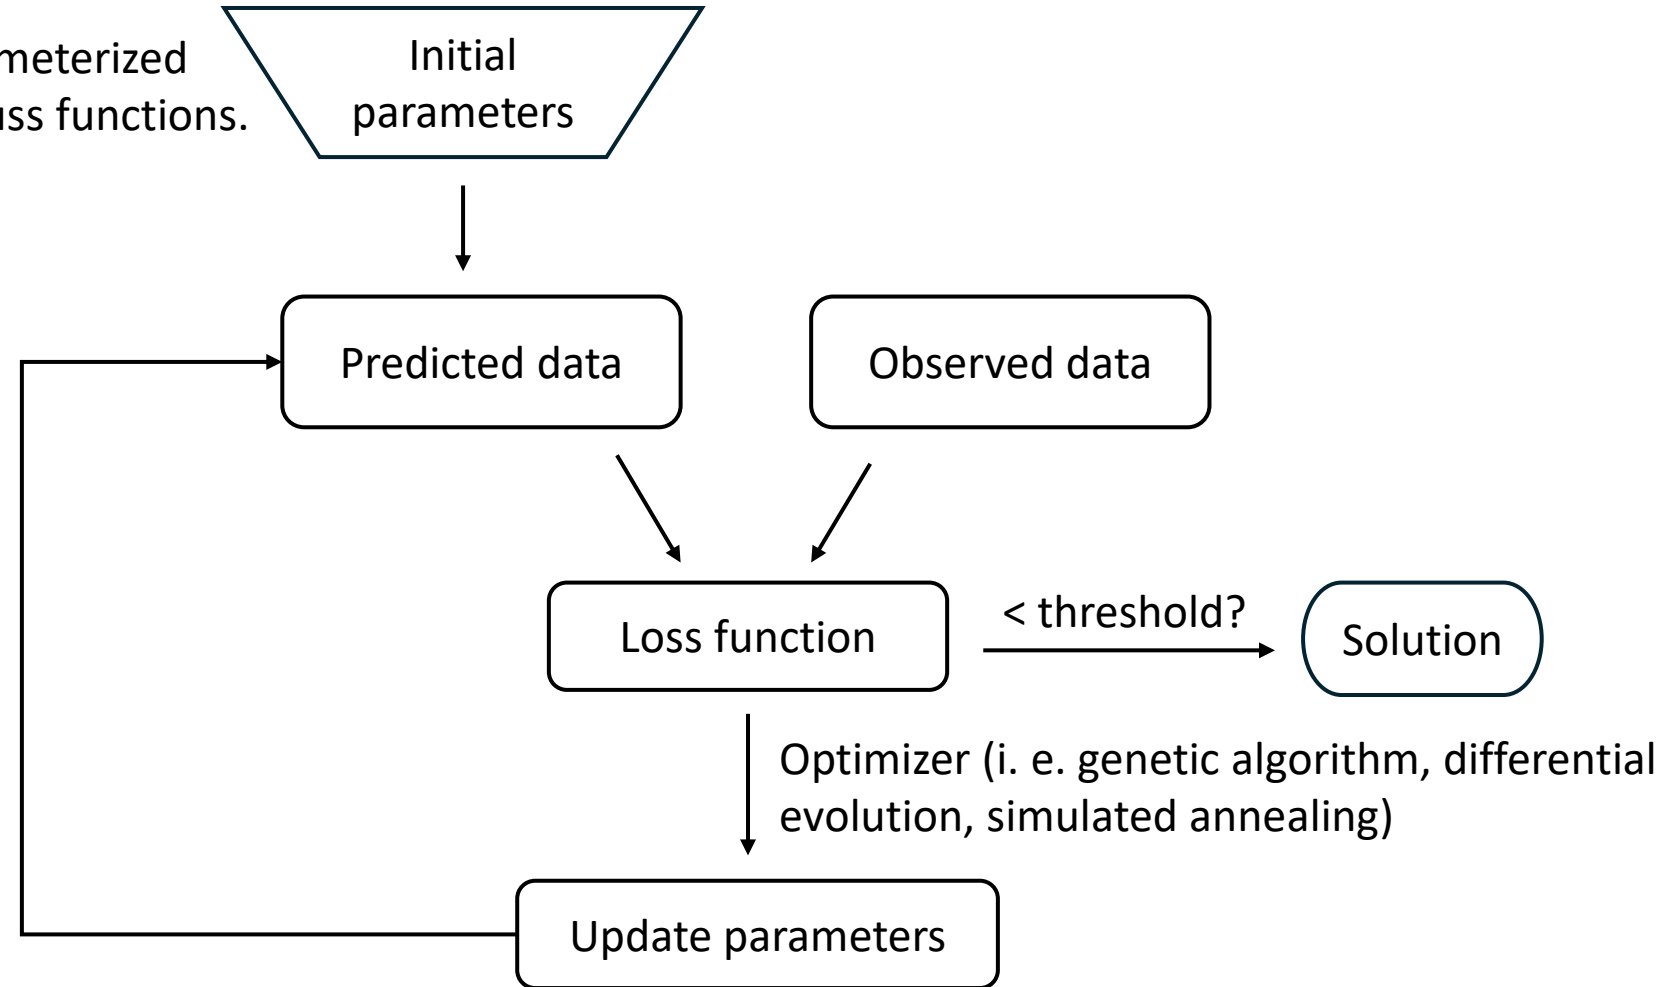 meterized
uss functions.
Initial
parameters
Predicted data
Observed data
Loss function
< threshold?
Solution
Optimizer (i. e. genetic algorithm, differential
evolution, simulated annealing)
Update parameters